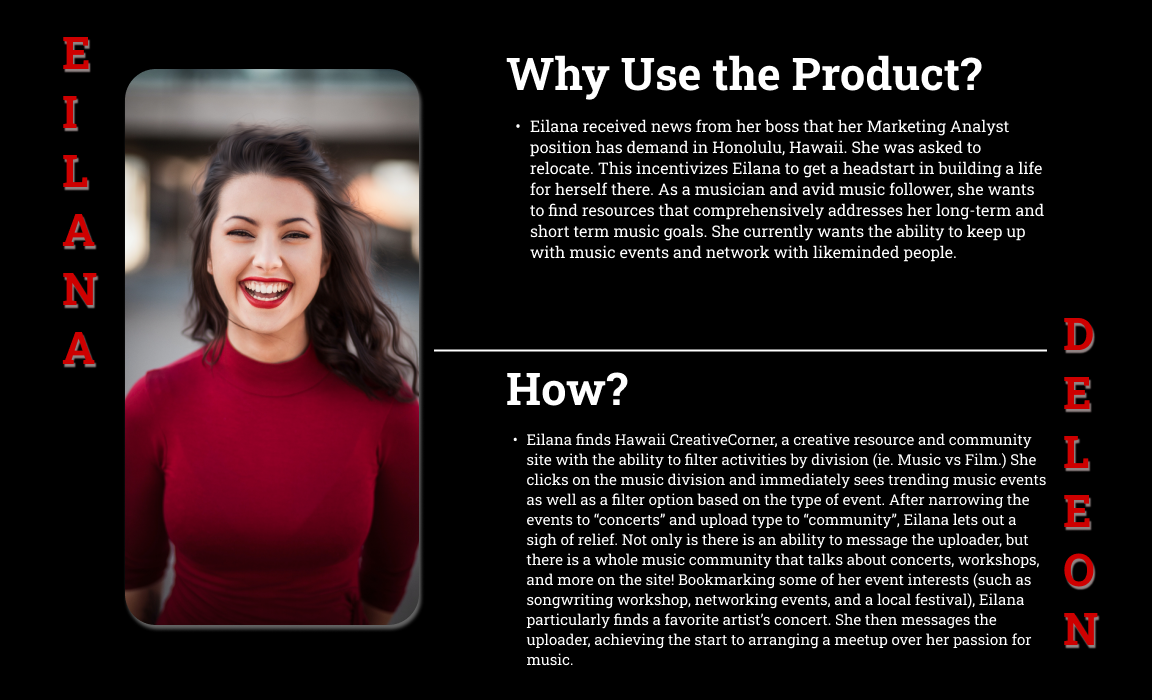 EILANA
Why Use the Product?
• Eilana received news from her boss that her Marketing Analyst
position has demand in Honolulu, Hawaii. She was asked to
relocate. This incentivizes Eilana to get a headstart in building a life
for herself there. As a musician and avid music follower, she wants
to find resources that comprehensively addresses her long-term and
short term music goals. She currently wants the ability to keep up
with music events and network with likeminded people.
How?
• Eilana finds Hawaii CreativeCorner, a creative resource and community
site with the ability to filter activities by division (ie. Music vs Film.) She
clicks on the music division and immediately sees trending music events
as well as a filter option based on the type of event. After narrowing the
events to “concerts” and upload type to “community”, Eilana lets out a
sigh of relief. Not only is there is an ability to message the uploader, but
there is a whole music community that talks about concerts, workshops,
and more on the site! Bookmarking some of her event interests (such as
songwriting workshop, networking events, and a local festival), Eilana
particularly finds a favorite artist’s concert. She then messages the
uploader, achieving the start to arranging a meetup over her passion for
music.
DELEON